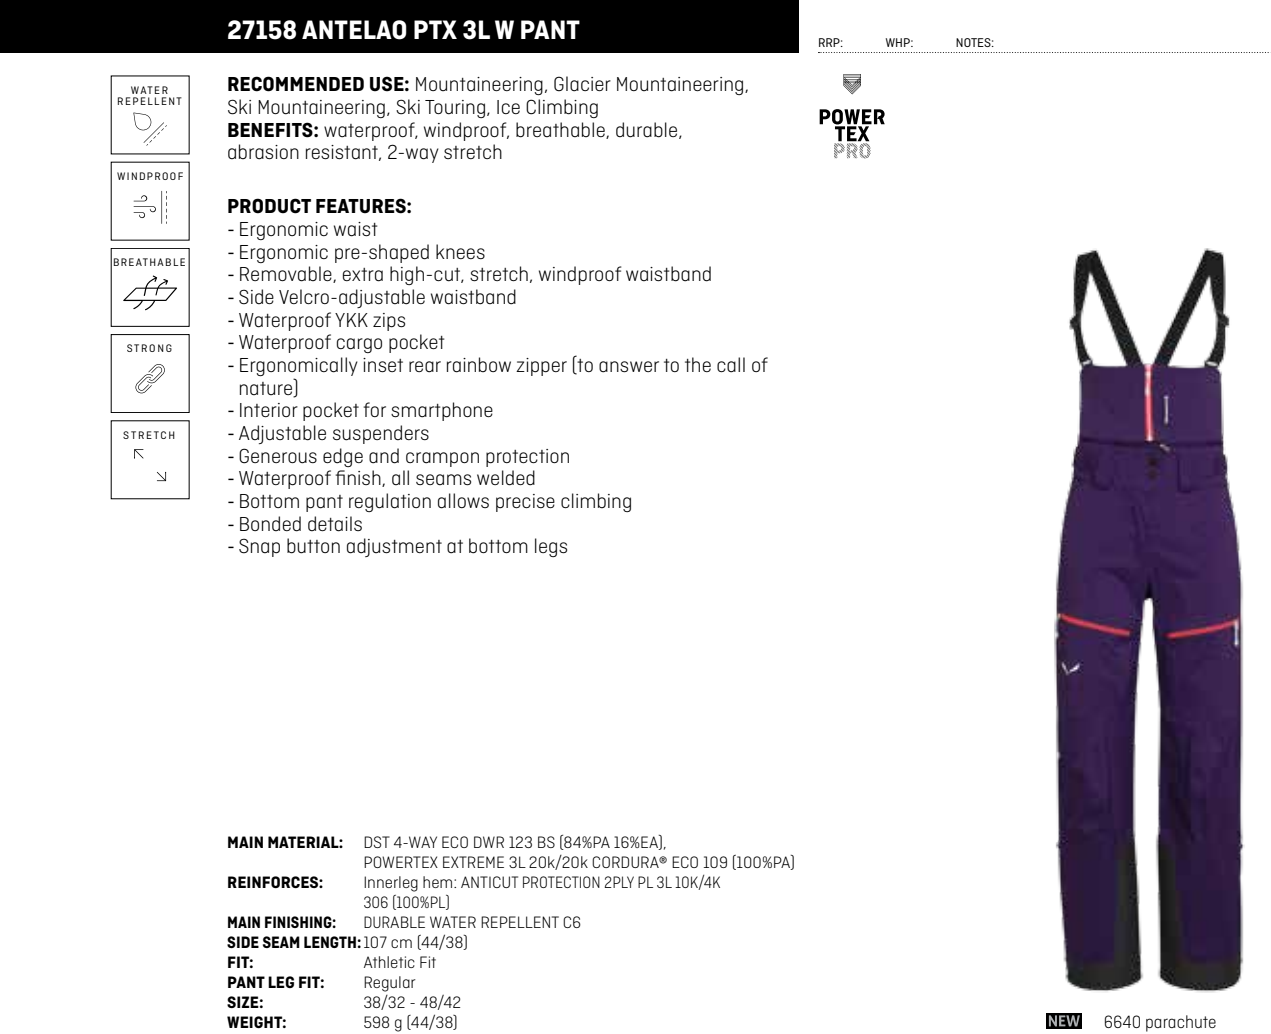 27158 ANTELAO PTX 3L W PANT
RRP: WHP: NOTES:
WATER
REPELLENT
WINDPROOF
BREATHABLE
STRONG
STRETCH
RECOMMENDED USE: Mountaineering, Glacier Mountaineering,
Ski Mountaineering, Ski Touring, Ice Climbing
BENEFITS: waterproof, windproof, breathable, durable,
abrasion resistant, 2-way stretch
POWER
TEX
PRO
PRODUCT FEATURES:
- Ergonomic waist
- Ergonomic pre-shaped knees
- Removable, extra high-cut, stretch, windproof waistband
- Side Velcro-adjustable waistband
- Waterproof YKK zips
- Waterproof cargo pocket
- Ergonomically inset rear rainbow zipper (to answer to the call of
nature)
- Interior pocket for smartphone
- Adjustable suspenders
- Generous edge and crampon protection
- Waterproof finish, all seams welded
- Bottom pant regulation allows precise climbing
- Bonded details
- Snap button adjustment at bottom legs
MAIN MATERIAL: DST 4-WAY ECO DWR 123 BS (84%PA 16%EA),
POWERTEX EXTREME 3L 20k/20k CORDURA® ECO 109 (100%PA)
REINFORCES: Innerleg hem: ANTICUT PROTECTION 2PLY PL 3L 10K/4K
306 (100%PL)
MAIN FINISHING: DURABLE WATER REPELLENT C6
SIDE SEAM LENGTH: 107 cm (44/38)
FIT: Athletic Fit
PANT LEG FIT: Regular
SIZE: 38/32 - 48/42
WEIGHT: 598 g (44/38)
NEW 6640 parachute